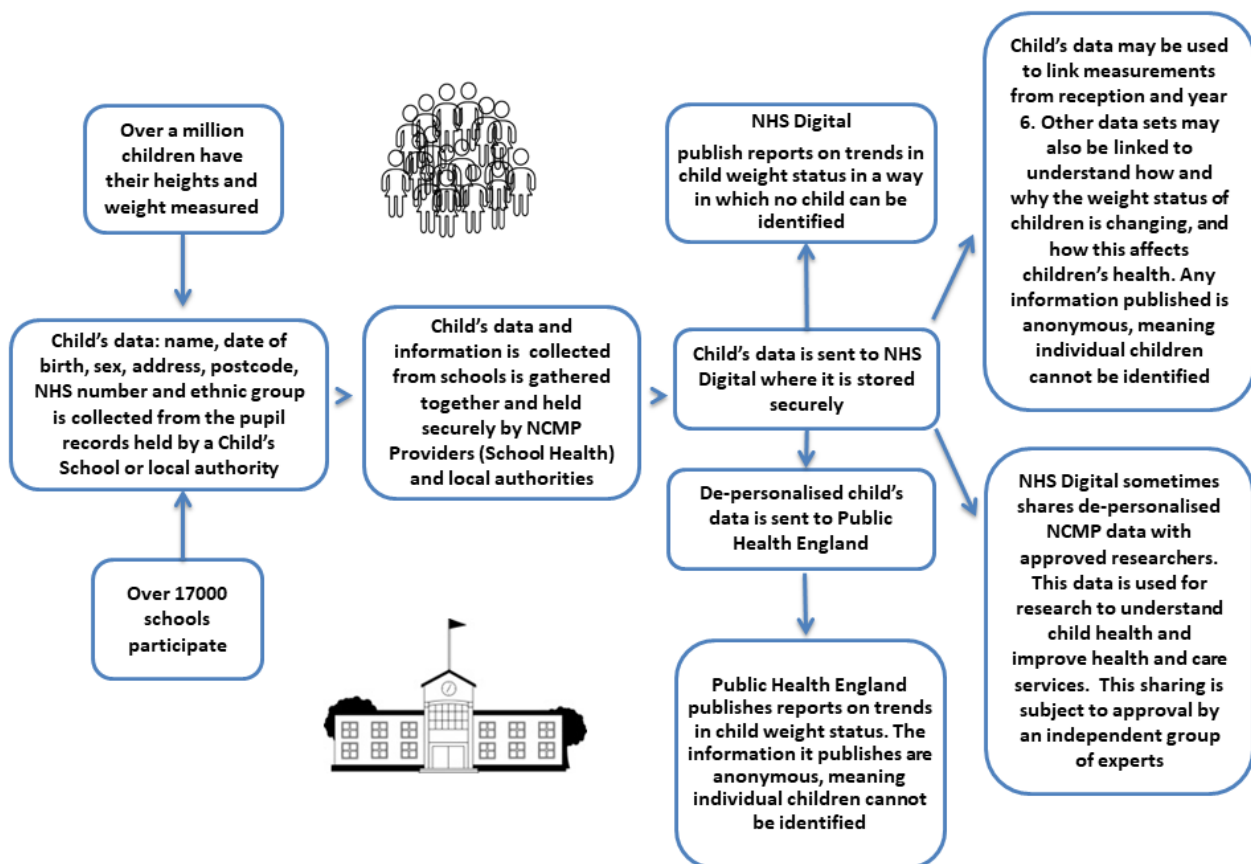 Over a million
children have
their heights and
weight measured
Child's data: name, date of
birth, sex, address, postcode,
NHS number and ethnic group
is collected from the pupil
records held by a Child's
School or local authority
Over 17000
schools
participate
Child's data and
information is  collected
from schools is gathered
together and held
securely by NCMP
Providers (School Health)
and local authorities
NHS Digital
publish reports on trends in
child weight status in a way
in which no child can be
identified
Child's data is sent to NHS
Digital where it is stored
securely
De-personalised child's
data is sent to Public
Health England
Public Health England
publishes reports on trends
in child weight status. The
information it publishes are
anonymous, meaning
individual children cannot
be identified
Child's data may be used
to link measurements
from reception and year
6. Other data sets may
also be linked to
understand how and
why the weight status of
children is changing, and
how this affects
children's health. Any
information published is
anonymous, meaning
individual children
cannot be identified
NHS Digital sometimes
shares de-personalised
NCMP data with
approved researchers.
This data is used for
research to understand
child health and
improve health and care
services.  This sharing is
subject to approval by
an independent group
of experts